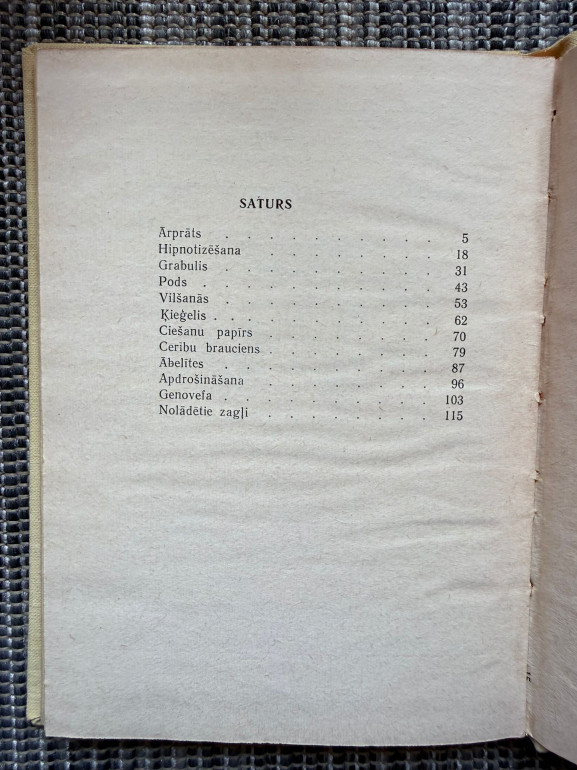 SATURS
Ārprāts . . . . . . . . . . 5
Hipnotizēšana . . . . . . . . 18
Grabulis . . . . . . . . . . 31
Pods . . . . . . . . . . . 43
Vilšanās . . . . . . . . . . 53
Ķieģelis . . . . . . . . . . 62
Ciešanu papīrs . . . . . . . . 70
Ceribu brauciens . . . . . . . . 79
Ābelītes . . . . . . . . . . 87
Apdrošināšana . . . . . . . . 96
Genovefa . . . . . . . . . . 103
Nolādētie zagļi . . . . . . . . 115